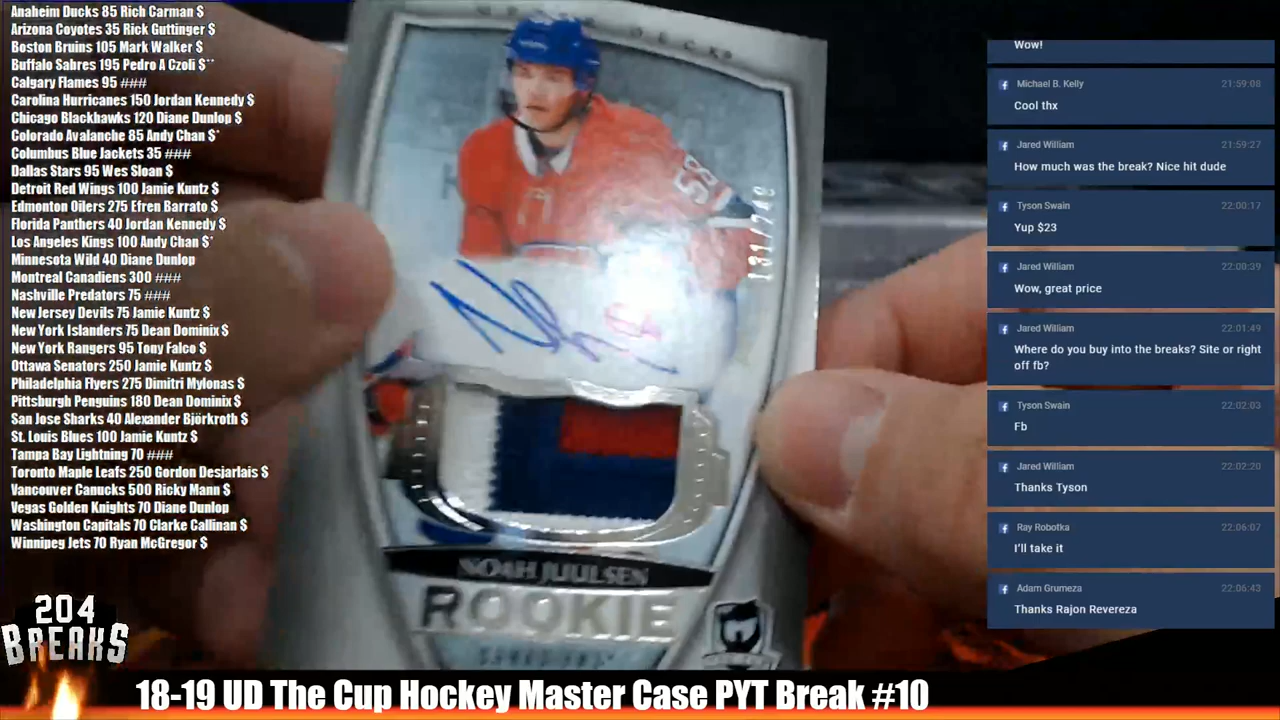 Anaheim Ducks 85 Rich Carman $
Arizona Coyotes 35 Rick Guttinger $
Boston Bruins 105 Mark Walker $
Buffalo Sabres 195 Pedro A Czoli $**
Calgary Flames 95 ###
Carolina Hurricanes 150 Jordan Kennedy $
Chicago Blackhawks 120 Diane Dunlop $
Colorado Avalanche 85 Andy Chan $*
Columbus Blue Jackets 35 ###
Dallas Stars 95 Wes Sloan $
Detroit Red Wings 100 Jamie Kuntz $
Edmonton Oilers 275 Efren Barrato $
Florida Panthers 40 Jordan Kennedy $
Los Angeles Kings 100 Andy Chan $*
Minnesota Wild 40 Diane Dunlop
Montreal Canadiens 300 ###
Nashville Predators 75 ###
New Jersey Devils 75 Jamie Kuntz $
New York Islanders 75 Dean Dominix $
New York Rangers 95 Tony Falco $
Ottawa Senators 250 Jamie Kuntz $
Philadelphia Flyers 275 Dimitri Mylonas $
Pittsburgh Penguins 180 Dean Dominix $
San Jose Sharks 40 Alexander Björkroth $
St. Louis Blues 100 Jamie Kuntz $
Tampa Bay Lightning 70 ###
Toronto Maple Leafs 250 Gordon Desjarlais $
Vancouver Canucks 500 Ricky Mann $
Vegas Golden Knights 70 Diane Dunlop
Washington Capitals 70 Clarke Callinan $
Winnipeg Jets 70 Ryan McGregor $
204
BREAKS
58
NOAH JUULSEN
ROOKIE
Wow!
Michael B. Kelly 21:59:08
Cool thx
Jared William 21:59:27
How much was the break? Nice hit dude
Tyson Swain 22:00:17
Yup $23
Jared William 22:00:39
Wow, great price
Jared William 22:01:49
Where do you buy into the breaks? Site or right
off fb?
Tyson Swain 22:02:03
Fb
Jared William 22:02:20
Thanks Tyson
Ray Robotka 22:06:07
I'll take it
Adam Grumeza 22:06:43
Thanks Rajon Revereza
18-19 UD The Cup Hockey Master Case PYT Break #10